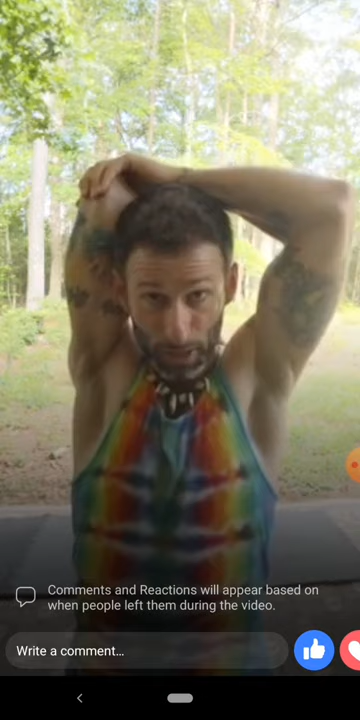 Comments and Reactions will appear based on
when people left them during the video.
Write a comment...